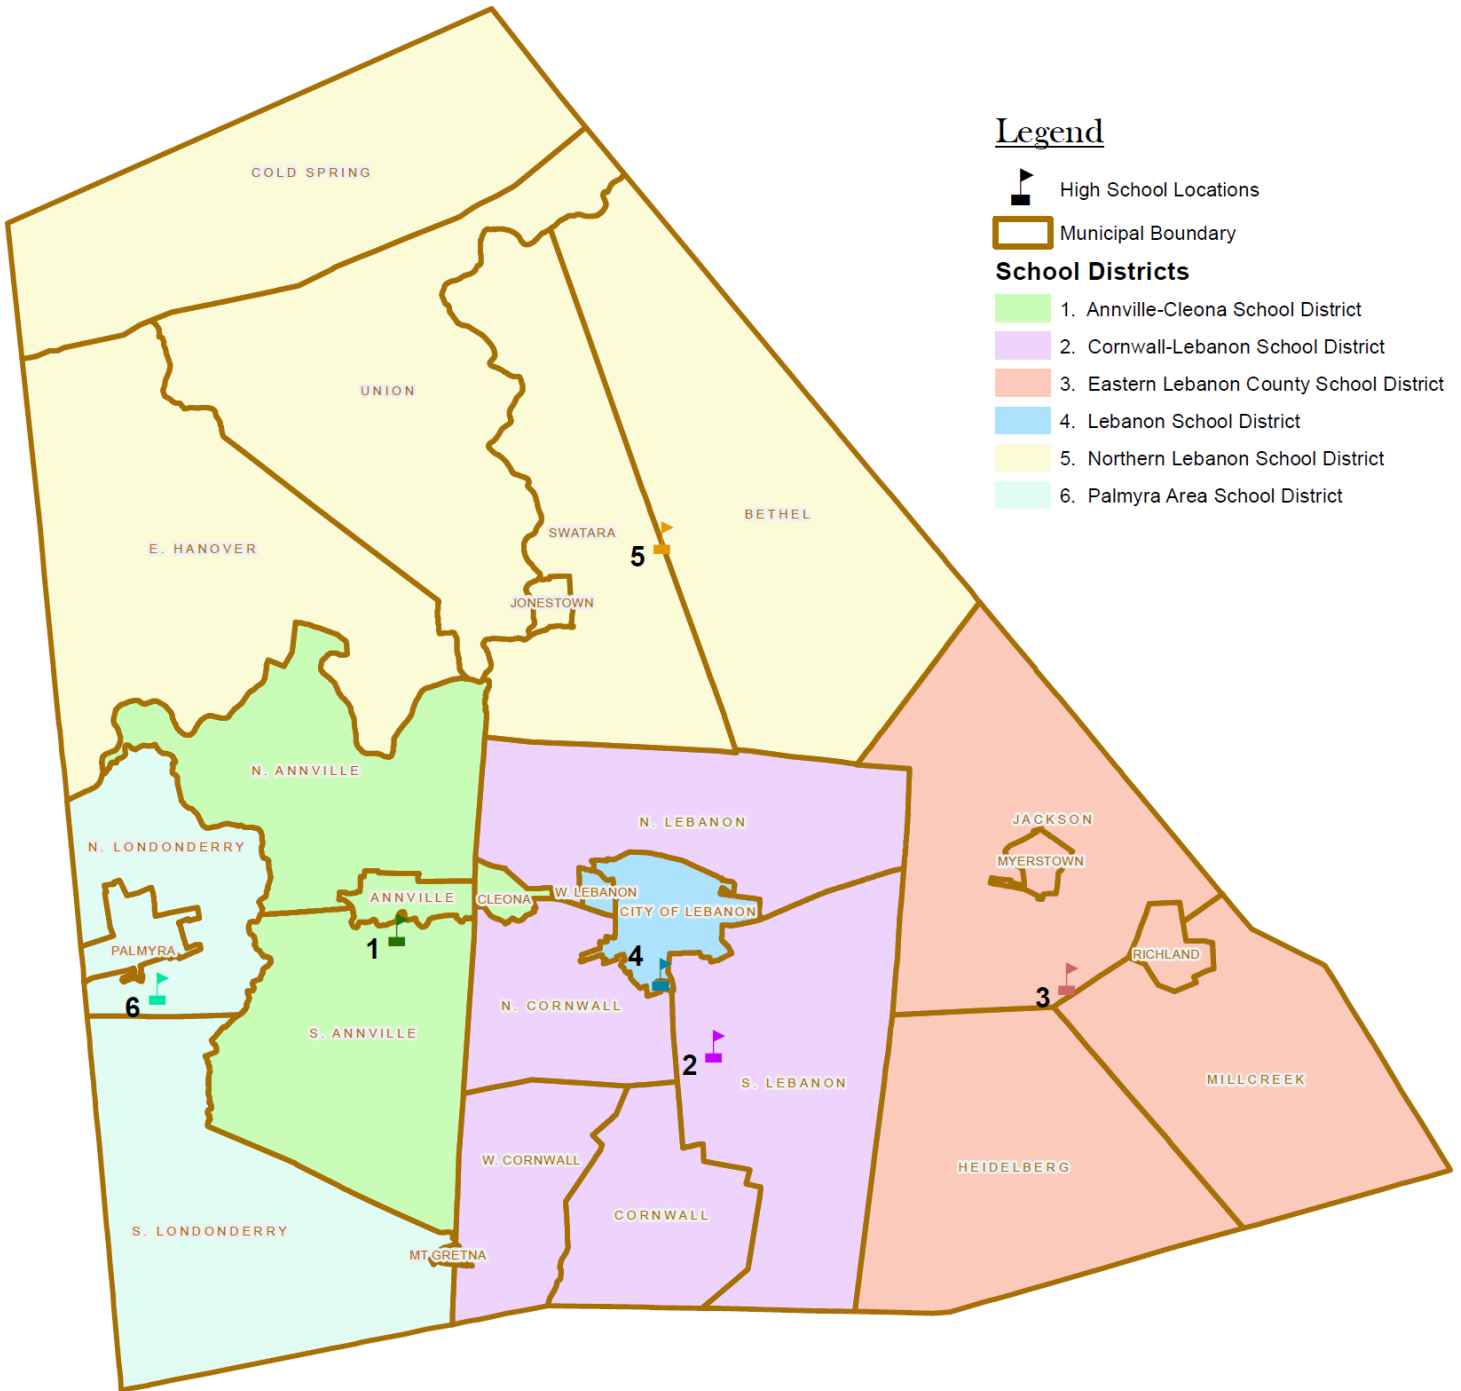 Legend
High School Locations
Municipal Boundary
School Districts
1. Annville-Cleona School District
2. Cornwall-Lebanon School District
3. Eastern Lebanon County School District
4. Lebanon School District
5. Northern Lebanon School District
6. Palmyra Area School District
COLD SPRING
UNION
BETHEL
SWATARA
E. HANOVER
5
JONESTOWN
N. ANNVILLE
JACKSON
N. LEBANON
N. LONDONDERRY
MYERSTOWN
W. LEBANON
ANNVILLE
CLEONA
CITY OF LEBANON
PALMYRA
1
4
RICHLAND
3
6
N. CORNWALL
S. ANNVILLE
2
S. LEBANON
MILLCREEK
W. CORNWALL
HEIDELBERG
CORNWALL
S. LONDONDERRY
MT.GRETNA